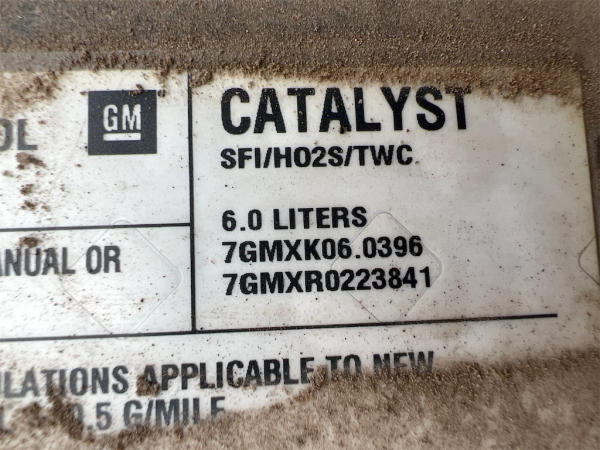 OL GM
CATALYST
SFI/HO2S/TWC
6.0 LITERS
7GMXK06.0396
7GMXR0223841
ANUAL OR
ULATIONS APPLICABLE TO NEW
0.5 G/MILE